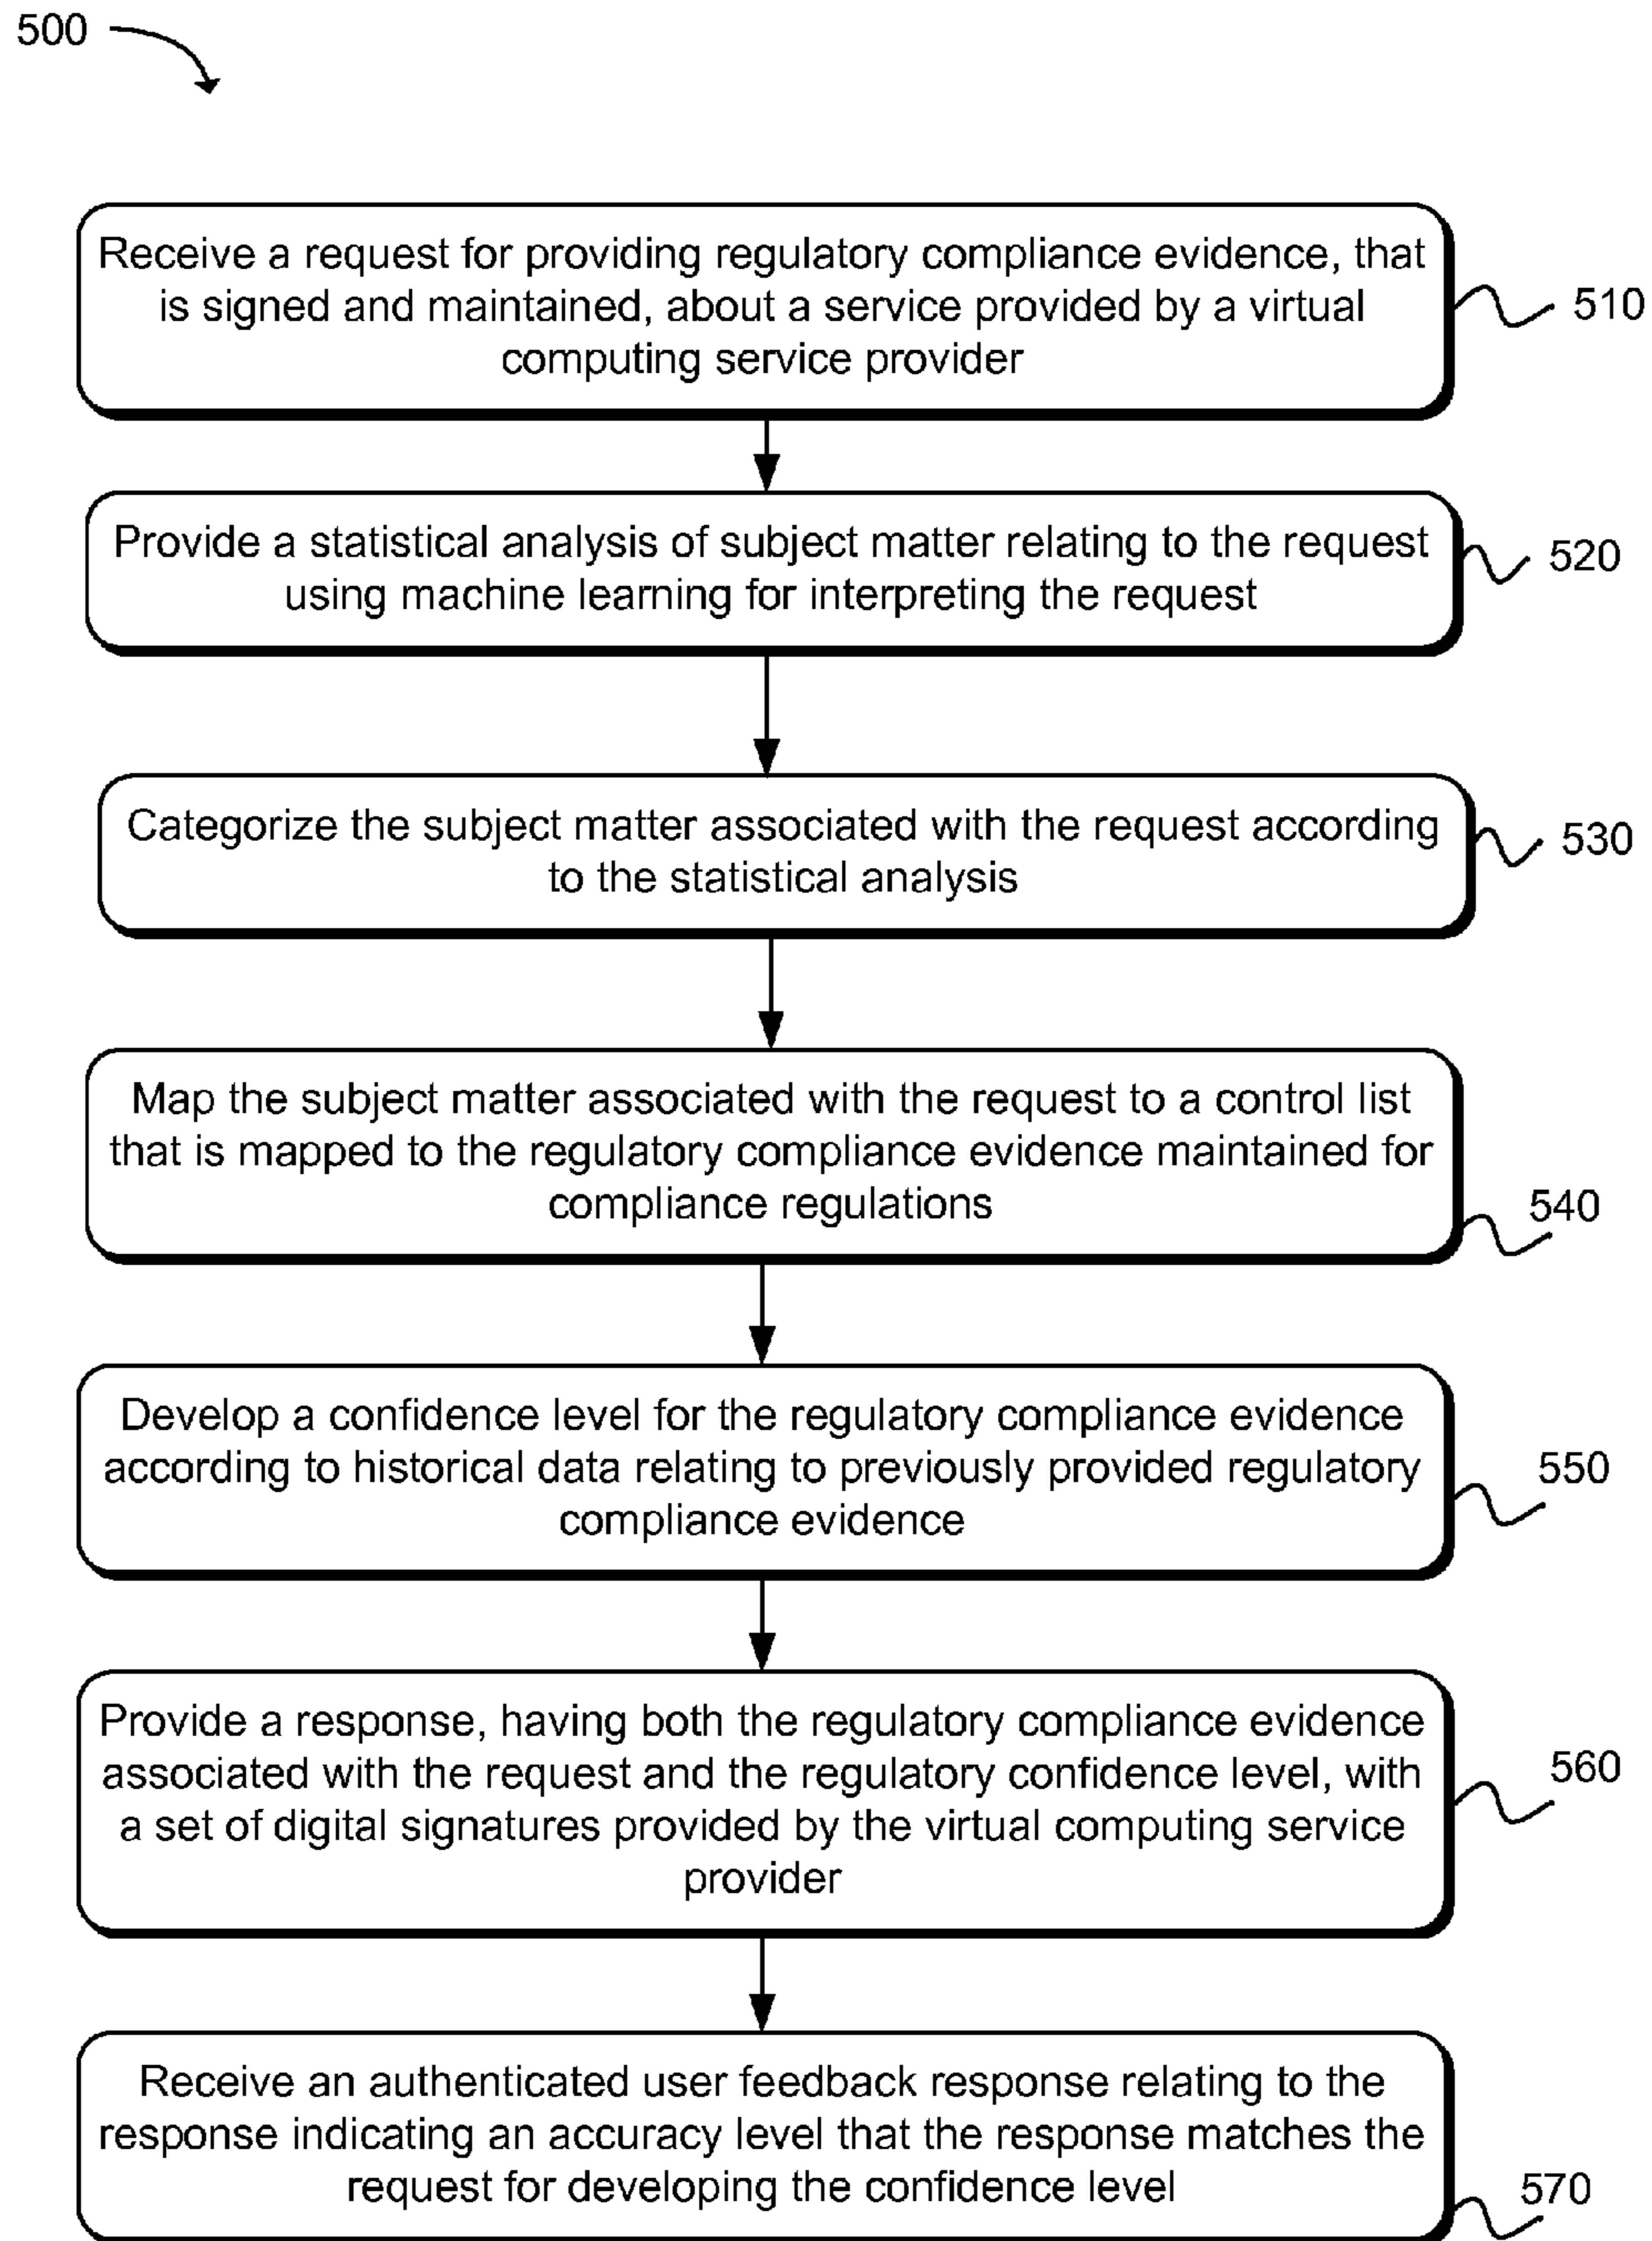 500
Receive a request for providing regulatory compliance evidence, that
is signed and maintained, about a service provided by a virtual
computing service provider
510
Provide a statistical analysis of subject matter relating to the request
using machine learning for interpreting the request
520
Categorize the subject matter associated with the request according
to the statistical analysis
530
Map the subject matter associated with the request to a control list
that is mapped to the regulatory compliance evidence maintained for
compliance regulations
540
Develop a confidence level for the regulatory compliance evidence
according to historical data relating to previously provided regulatory
compliance evidence
550
Provide a response, having both the regulatory compliance evidence
associated with the request and the regulatory confidence level, with
a set of digital signatures provided by the virtual computing service
provider
560
Receive an authenticated user feedback response relating to the
response indicating an accuracy level that the response matches the
request for developing the confidence level
570